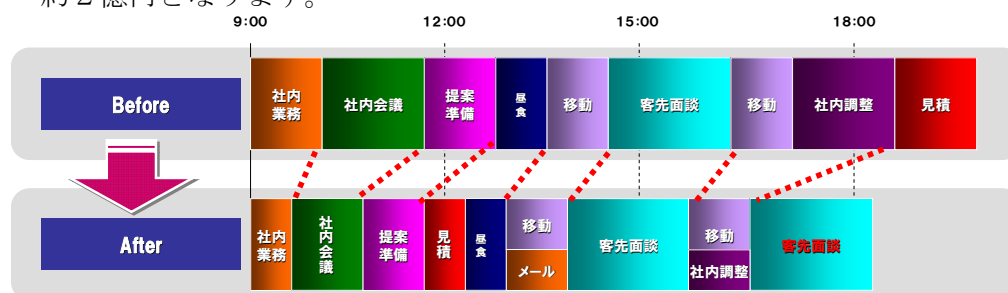 約２億円となります。
9:00 12:00 15:00 18:00
Before
社内
業務
社内会議
提案
準備
昼食
移動
客先面談
移動
社内調整
見積
After
社内
業務
社内会議
提案
準備
見積
昼食
移動
メール
客先面談
移動
社内調整
客先面談